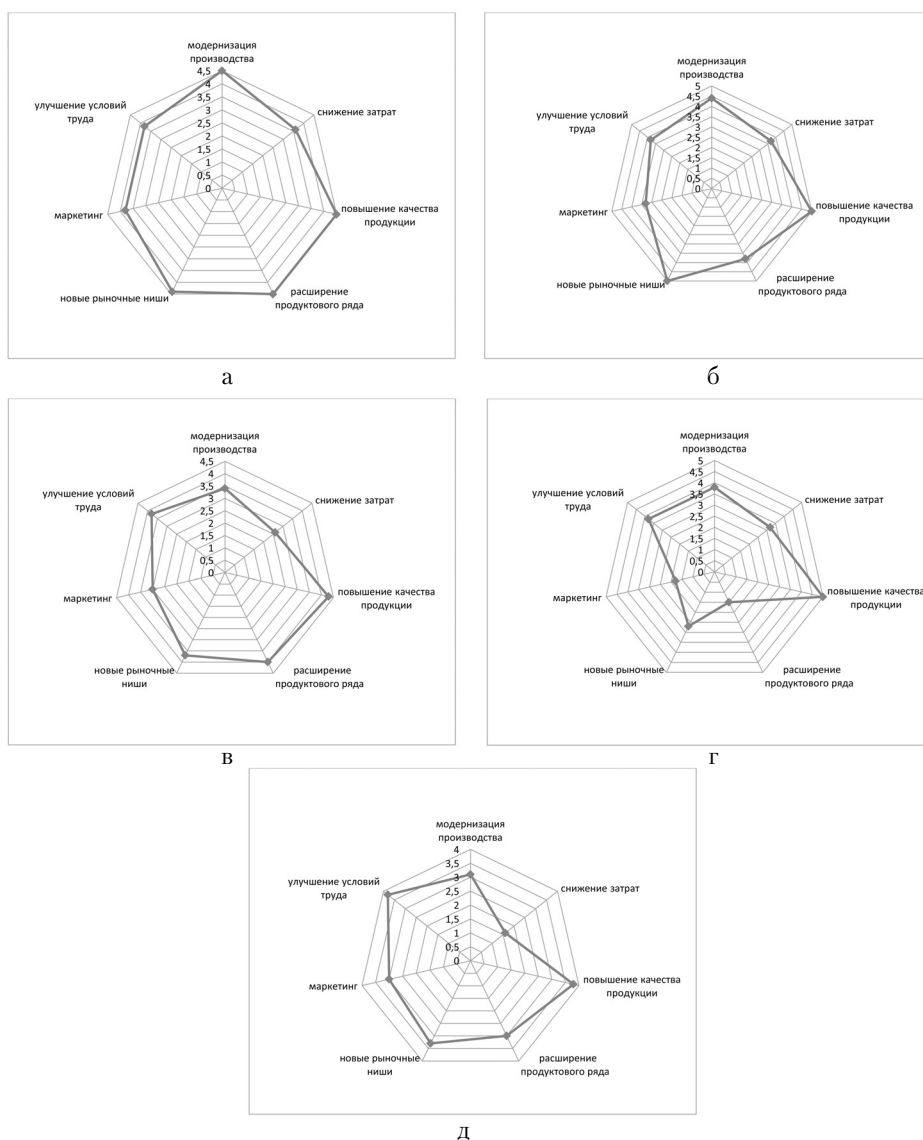 модернизация
производства
4,5
4
3,5
3
2,5
2
1,5
1
0,5
0
снижение затрат
повышение качества
продукции
расширение
продуктового ряда
новые рыночные ниши
маркетинг
улучшение условий
труда
а
модернизация
производства
5
4,5
4
3,5
3
2,5
2
1,5
1
0,5
0
снижение затрат
повышение качества
продукции
расширение
продуктового ряда
новые рыночные ниши
маркетинг
улучшение условий
труда
б
модернизация
производства
4,5
4
3,5
3
2,5
2
1,5
1
0,5
0
снижение затрат
повышение качества
продукции
расширение
продуктового ряда
новые рыночные
ниши
маркетинг
улучшение условий
труда
в
модернизация
производства
5
4,5
4
3,5
3
2,5
2
1,5
1
0,5
0
снижение затрат
повышение качества
продукции
расширение
продуктового ряда
новые рыночные
ниши
маркетинг
улучшение условий
труда
г
модернизация
производства
4
3,5
3
2,5
2
1,5
1
0,5
0
снижение затрат
повышение качества
продукции
расширение
продуктового ряда
новые рыночные
ниши
маркетинг
улучшение условий
труда
д